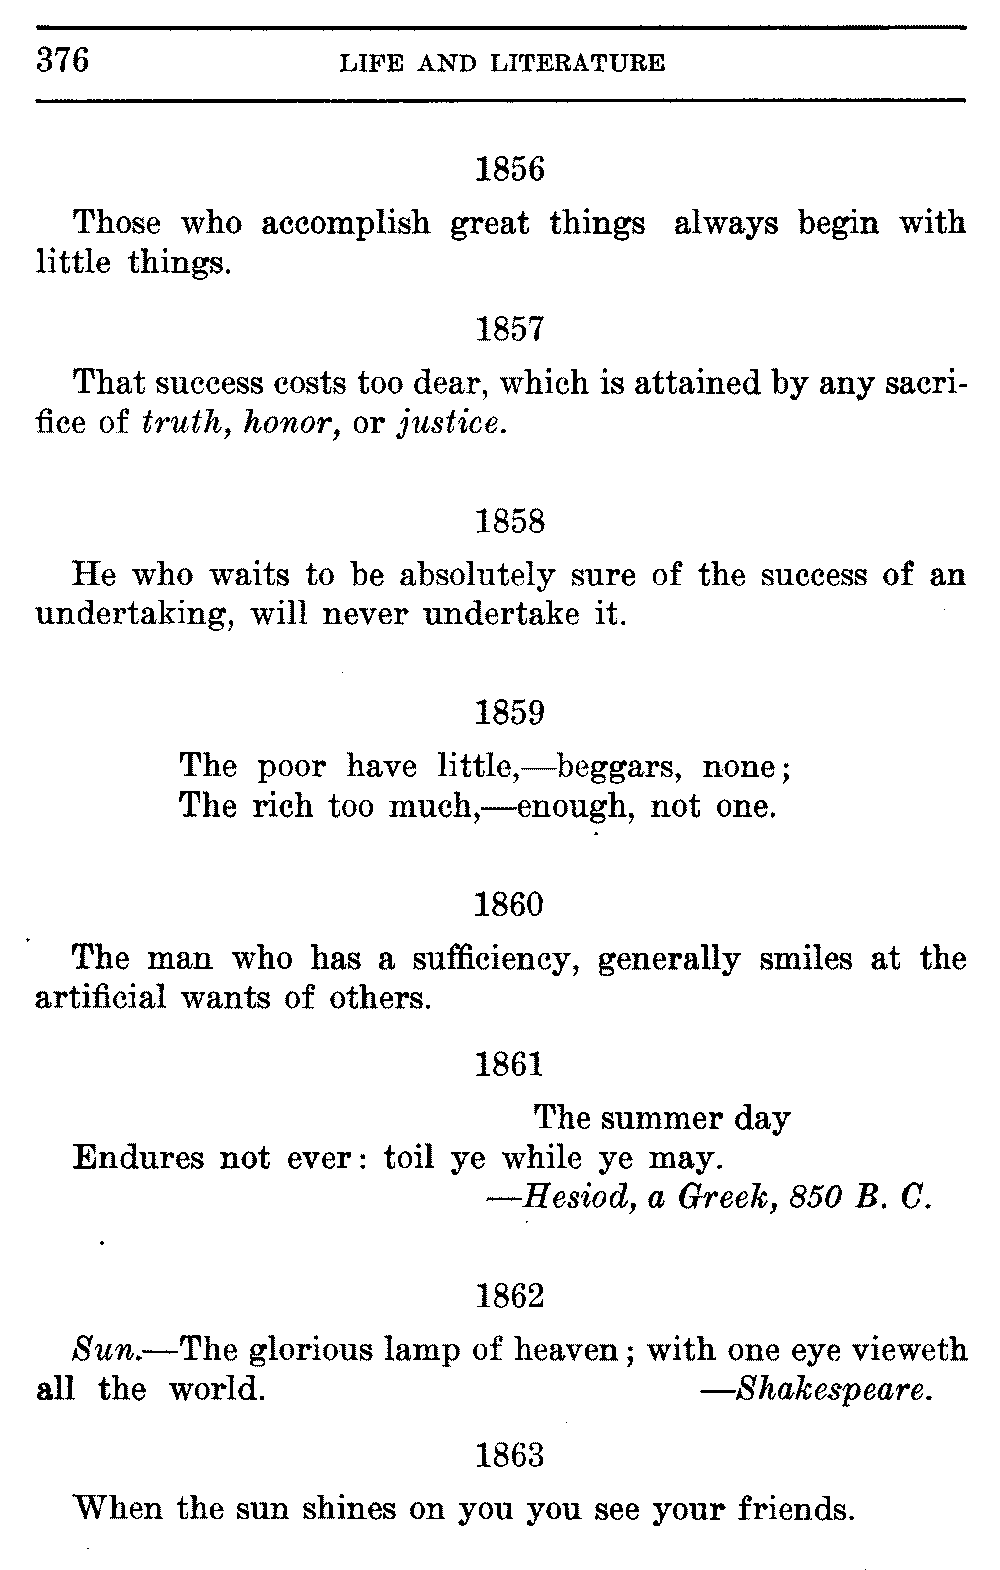 376 LIFE AND LITERATURE
1856
Those who accomplish great things always begin with
little things.
1857
That success costs too dear, which is attained by any sacri-
fice of truth, honor, or justice.
1858
He who waits to be absolutely sure of the success of an
undertaking, will never undertake it.
1859
The poor have little,—beggars, none;
The rich too much,—enough, not one.
1860
The man who has a sufficiency, generally smiles at the
artificial wants of others.
1861
The summer day
Endures not ever: toil ye while ye may.
—Hesiod, a Greek, 850 B. C.
1862
Sun.—The glorious lamp of heaven; with one eye vieweth
all the world. —Shakespeare.
1863
When the sun shines on you you see your friends.